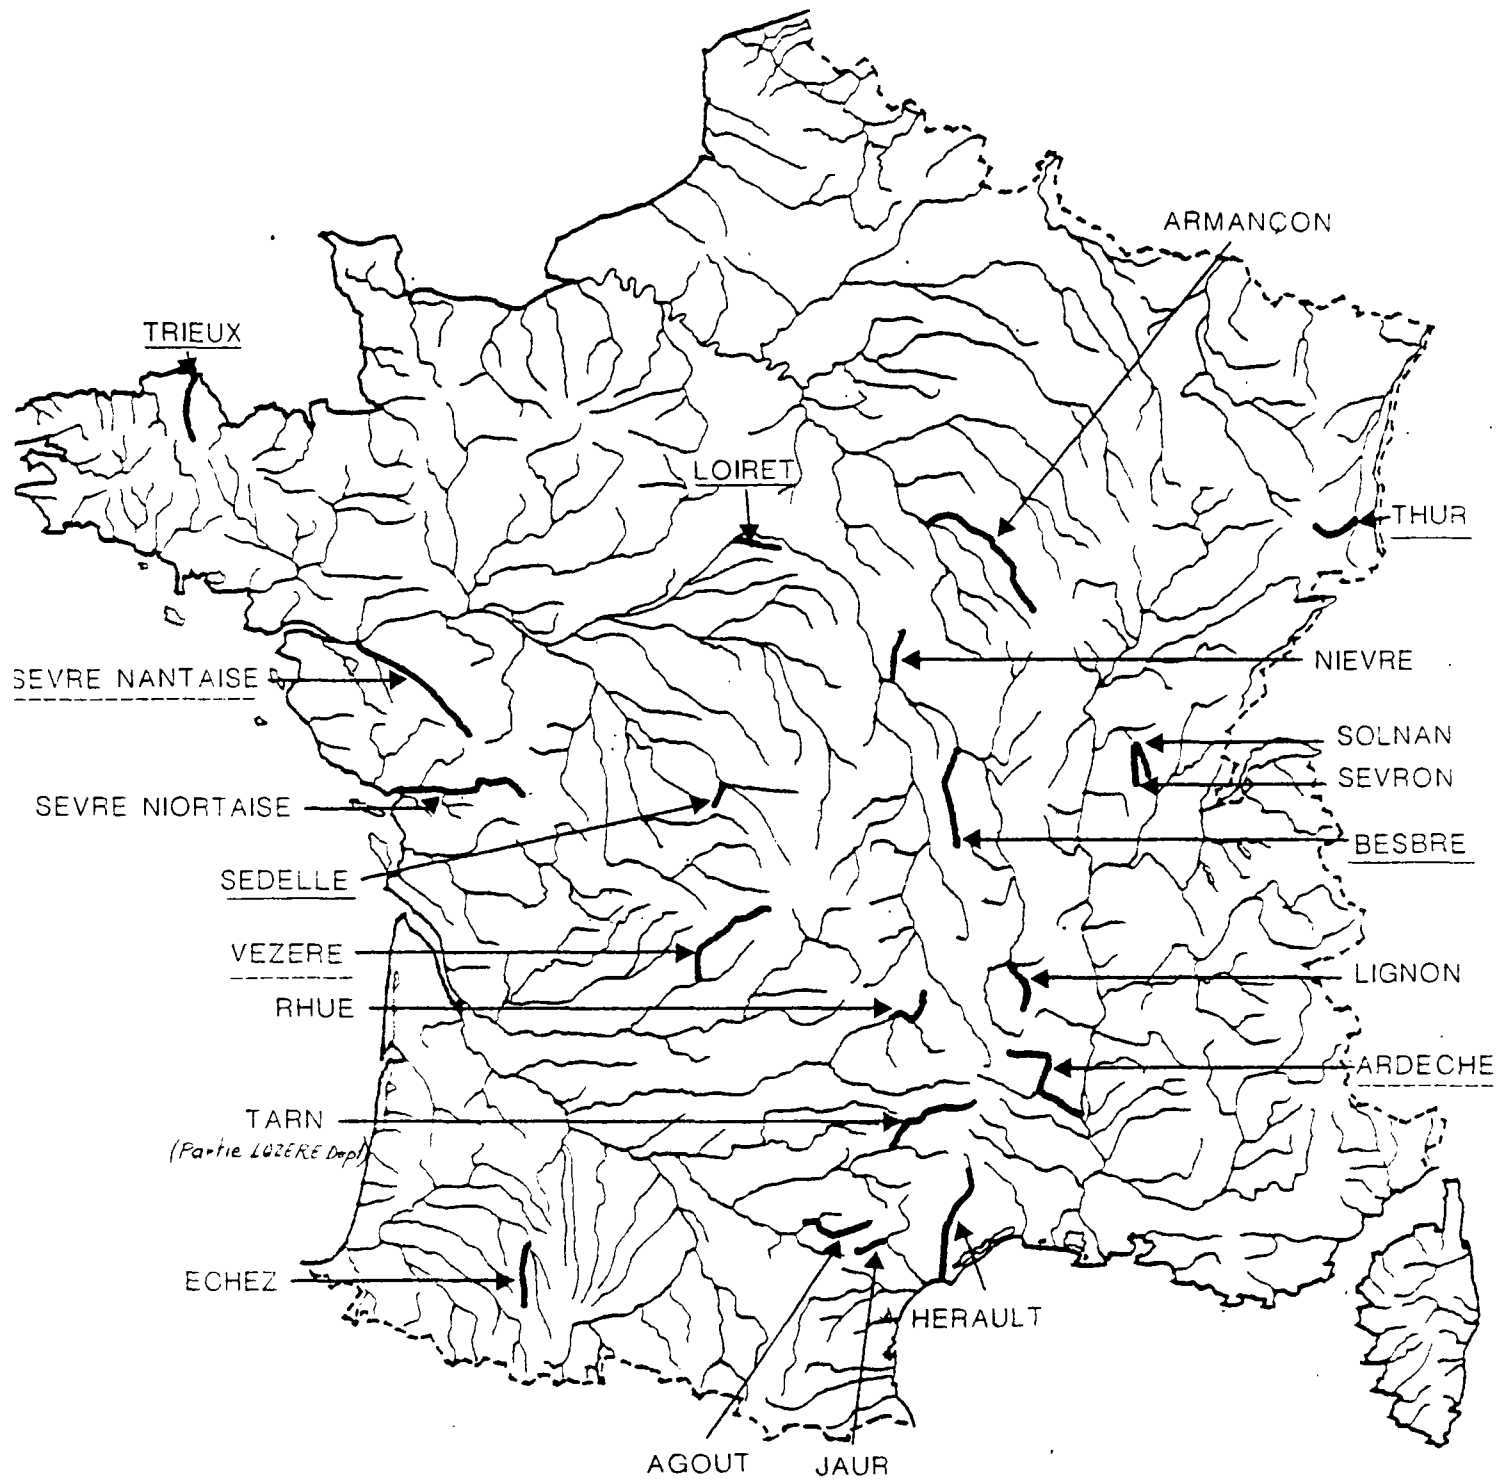 ARMANÇON
TRIEUX
LOIRET
THUR
SEVRE NANTAISE
NIEVRE
SOLNAN
SEVRON
SEVRE NIORTAISE
BESBRE
SEDELLE
VEZERE
LIGNON
RHUE
ARDECHE
TARN
(Partie LOZERE Dept)
ECHEZ
HERAULT
AGOUT
JAUR